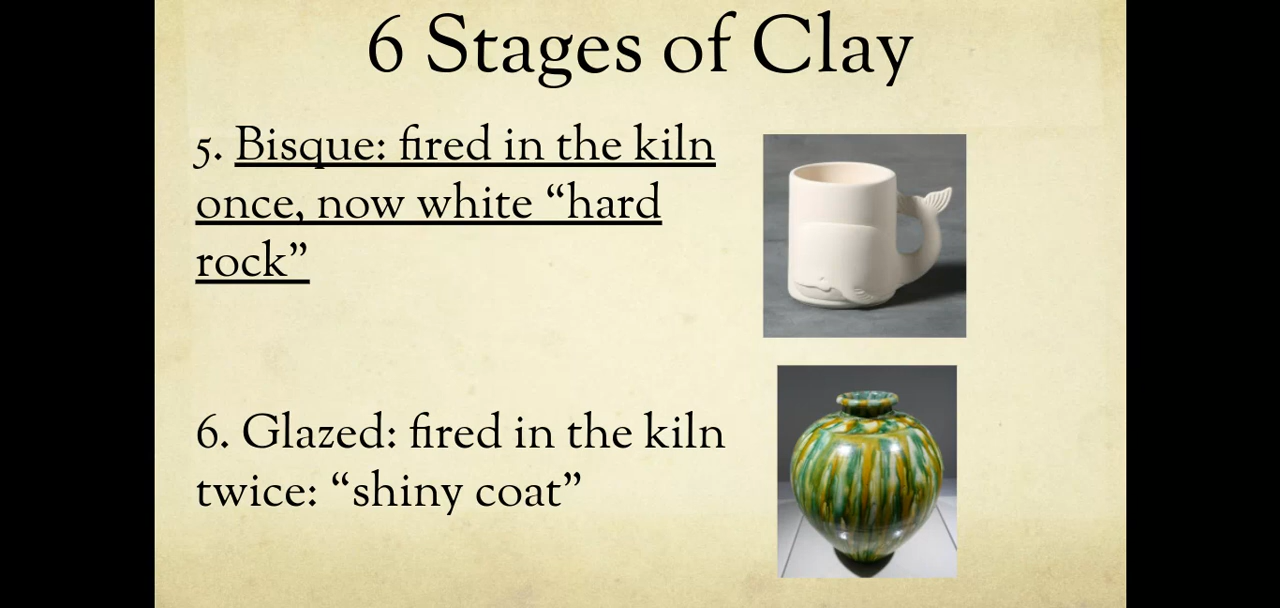 6 Stages of Clay
5. Bisque: fired in the kiln
once, now white “hard
rock”
6. Glazed: fired in the kiln
twice: “shiny coat”